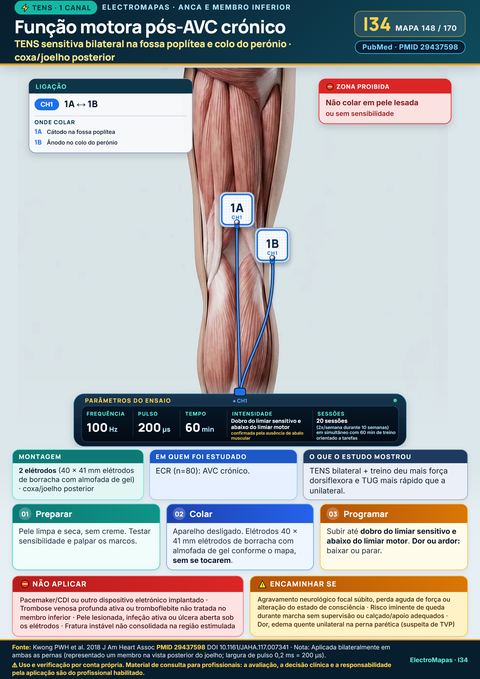 TENS · 1 CANAL
ELECTROMAPAS · ANCA E MEMBRO INFERIOR
Função motora pós-AVC crónico
TENS sensitiva bilateral na fossa poplítea e colo do perónio ·
coxa/joelho posterior
I34 MAPA 148 / 170
PubMed · PMID 29437598
LIGAÇÃO
CH1 1A ↔ 1B
ONDE COLAR
1A Cátodo na fossa poplítea
1B Ânodo no colo do perónio
ZONA PROIBIDA
Não colar em pele lesada
ou sem sensibilidade
1A
CH1
1B
CH1
CH1
PARÂMETROS DO ENSAIO
FREQUÊNCIA
100 Hz
PULSO
200 µs
TEMPO
60 min
INTENSIDADE
Dobro do limiar sensitivo e
abaixo do limiar motor
confirmada pela ausência de abalo
muscular
SESSÕES
20 sessões
(2x/semana durante 10 semanas)
em simultâneo com 60 min de treino
orientado a tarefas
MONTAGEM
2 elétrodos (40 × 41 mm elétrodos
de borracha com almofada de gel)
· coxa/joelho posterior
EM QUEM FOI ESTUDADO
ECR (n=80): AVC crónico.
O QUE O ESTUDO MOSTROU
TENS bilateral + treino deu mais força
dorsiflexora e TUG mais rápido que a
unilateral.
01 Preparar
Pele limpa e seca, sem creme. Testar
sensibilidade e palpar os marcos.
02 Colar
Aparelho desligado. Elétrodos 40 ×
41 mm elétrodos de borracha com
almofada de gel conforme o mapa,
sem se tocarem.
03 Programar
Subir até dobro do limiar sensitivo e
abaixo do limiar motor. Dor ou ardor:
baixar ou parar.
NÃO APLICAR
Pacemaker/CDI ou outro dispositivo eletrónico implantado ·
Trombose venosa profunda ativa ou tromboflebite não tratada no
membro inferior · Pele lesionada, infeção ativa ou úlcera aberta sob
os elétrodos · Fratura instável não consolidada na região estimulada
ENCAMINHAR SE
Agravamento neurológico focal súbito, perda aguda de força ou
alteração do estado de consciência · Risco iminente de queda
durante marcha sem supervisão ou calçado/apoio adequados ·
Dor, edema quente unilateral na perna parética (suspeita de TVP)
Fonte: Kwong PWH et al. 2018 J Am Heart Assoc PMID 29437598 DOI 10.1161/JAHA.117.007341 · Nota: Aplicada bilateralmente em
ambas as pernas (representado um membro na vista posterior do joelho; largura de pulso 0,2 ms = 200 µs).
Uso e verificação por conta própria. Material de consulta para profissionais: a avaliação, a decisão clínica e a responsabilidade
pela aplicação são do profissional habilitado.
ElectroMapas · I34